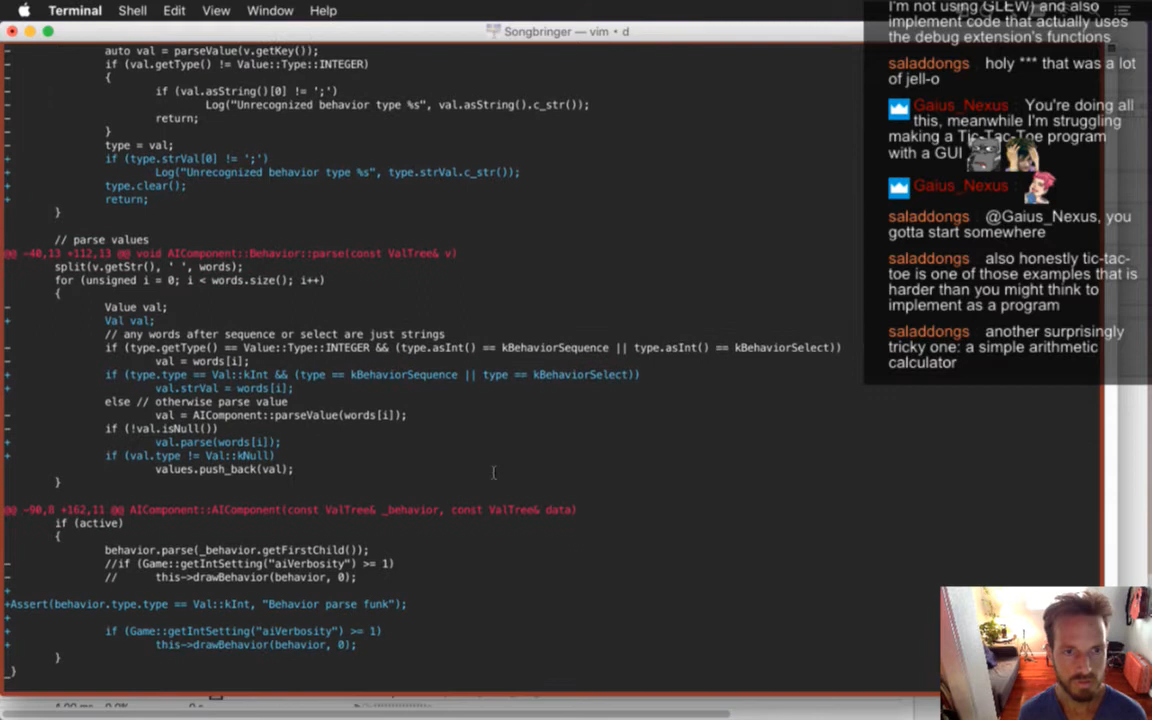 Terminal Shell Edit View Window Help
Songbringer — vim • d
- auto val = parseValue(v.getKey());
- if (val.getType() != Value::Type::INTEGER)
{
- if (val.asString()[0] != ';')
- Log("Unrecognized behavior type %s", val.asString().c_str());
- return;
- }
- type = val;
+ if (type.strVal[0] != ';')
+ Log("Unrecognized behavior type %s", type.strVal.c_str());
+ type.clear();
+ return;
}
// parse values
@@ -40,13 +112,13 @@ void AIComponent::Behavior::parse(const ValTree& v)
split(v.getStr(), ' ', words);
for (unsigned i = 0; i < words.size(); i++)
{
- Value val;
+ Val val;
// any words after sequence or select are just strings
- if (type.getType() == Value::Type::INTEGER && (type.asInt() == kBehaviorSequence || type.asInt() == kBehaviorSelect))
- val = words[i];
+ if (type.type == Val::kInt && (type == kBehaviorSequence || type == kBehaviorSelect))
+ val.strVal = words[i];
else // otherwise parse value
- val = AIComponent::parseValue(words[i]);
- if (!val.isNull())
+ val.parse(words[i]);
+ if (val.type != Val::kNull)
values.push_back(val);
}
@@ -90,8 +162,11 @@ AIComponent::AIComponent(const ValTree& _behavior, const ValTree& data)
if (active)
{
behavior.parse(_behavior.getFirstChild());
- //if (Game::getIntSetting("aiVerbosity") >= 1)
- // this->drawBehavior(behavior, 0);
+
+Assert(behavior.type.type == Val::kInt, "Behavior parse funk");
+
+ if (Game::getIntSetting("aiVerbosity") >= 1)
+ this->drawBehavior(behavior, 0);
}
}
I'm not using GLEW) and also
implement code that actually uses
the debug extension's functions
saladdongs holy *** that was a lot
of jell-o
Gaius_Nexus : You're doing all
this, meanwhile I'm struggling
making a Tic-Tac-Toe program
with a GUI
Gaius_Nexus :
saladdongs @Gaius_Nexus, you
gotta start somewhere
saladdongs also honestly tic-tac-
toe is one of those examples that is
harder than you might think to
implement as a program
saladdongs another surprisingly
tricky one: a simple arithmetic
calculator